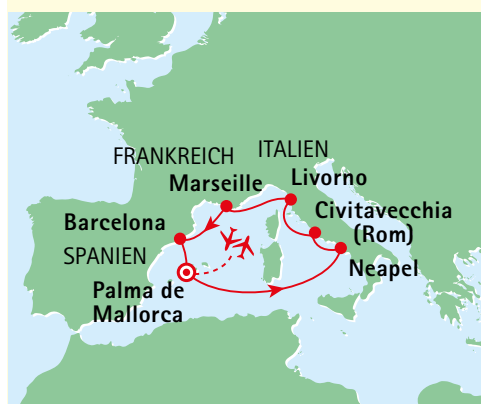 FRANKREICH
ITALIEN
Marseille
Livorno
Barcelona
Civitavecchia
(Rom)
SPANIEN
Neapel
Palma de
Mallorca